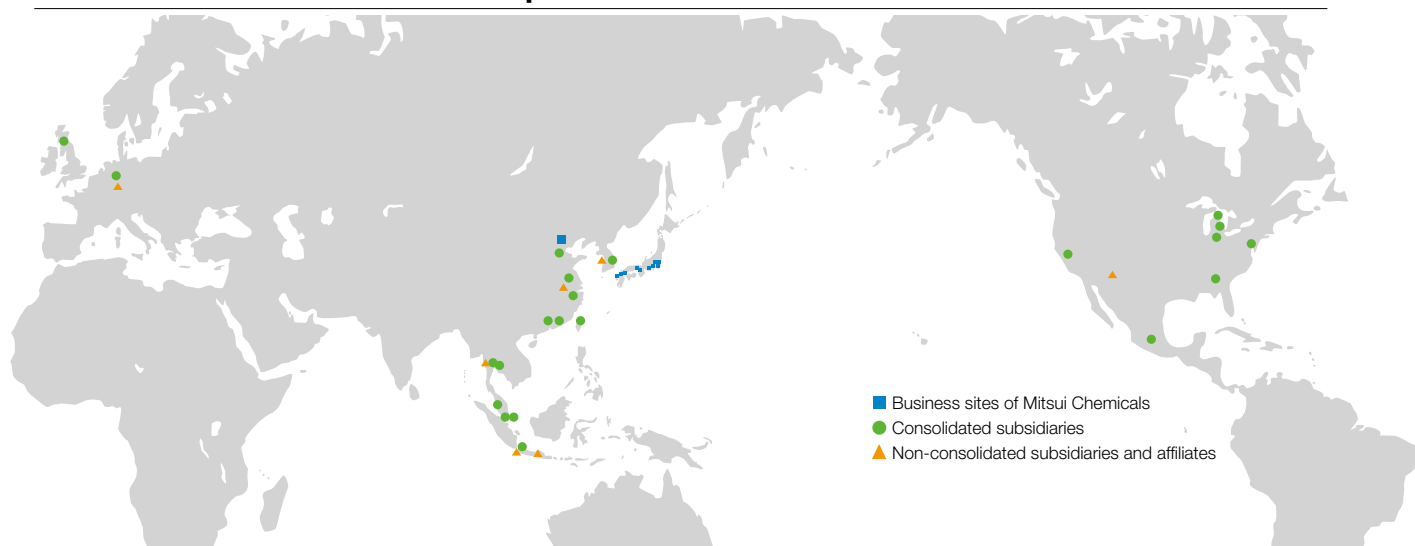 Business sites of Mitsui Chemicals
Consolidated subsidiaries
Non-consolidated subsidiaries and affiliates